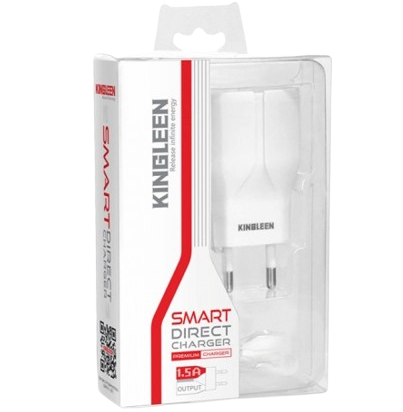 KINGLEEN
Release infinite energy
SMART
DIRECT
CHARGER
PREMIUM CHARGER
1.5A
OUTPUT
KINGLEEN
KINGLEEN
SMART
DIRECT
CHARGER